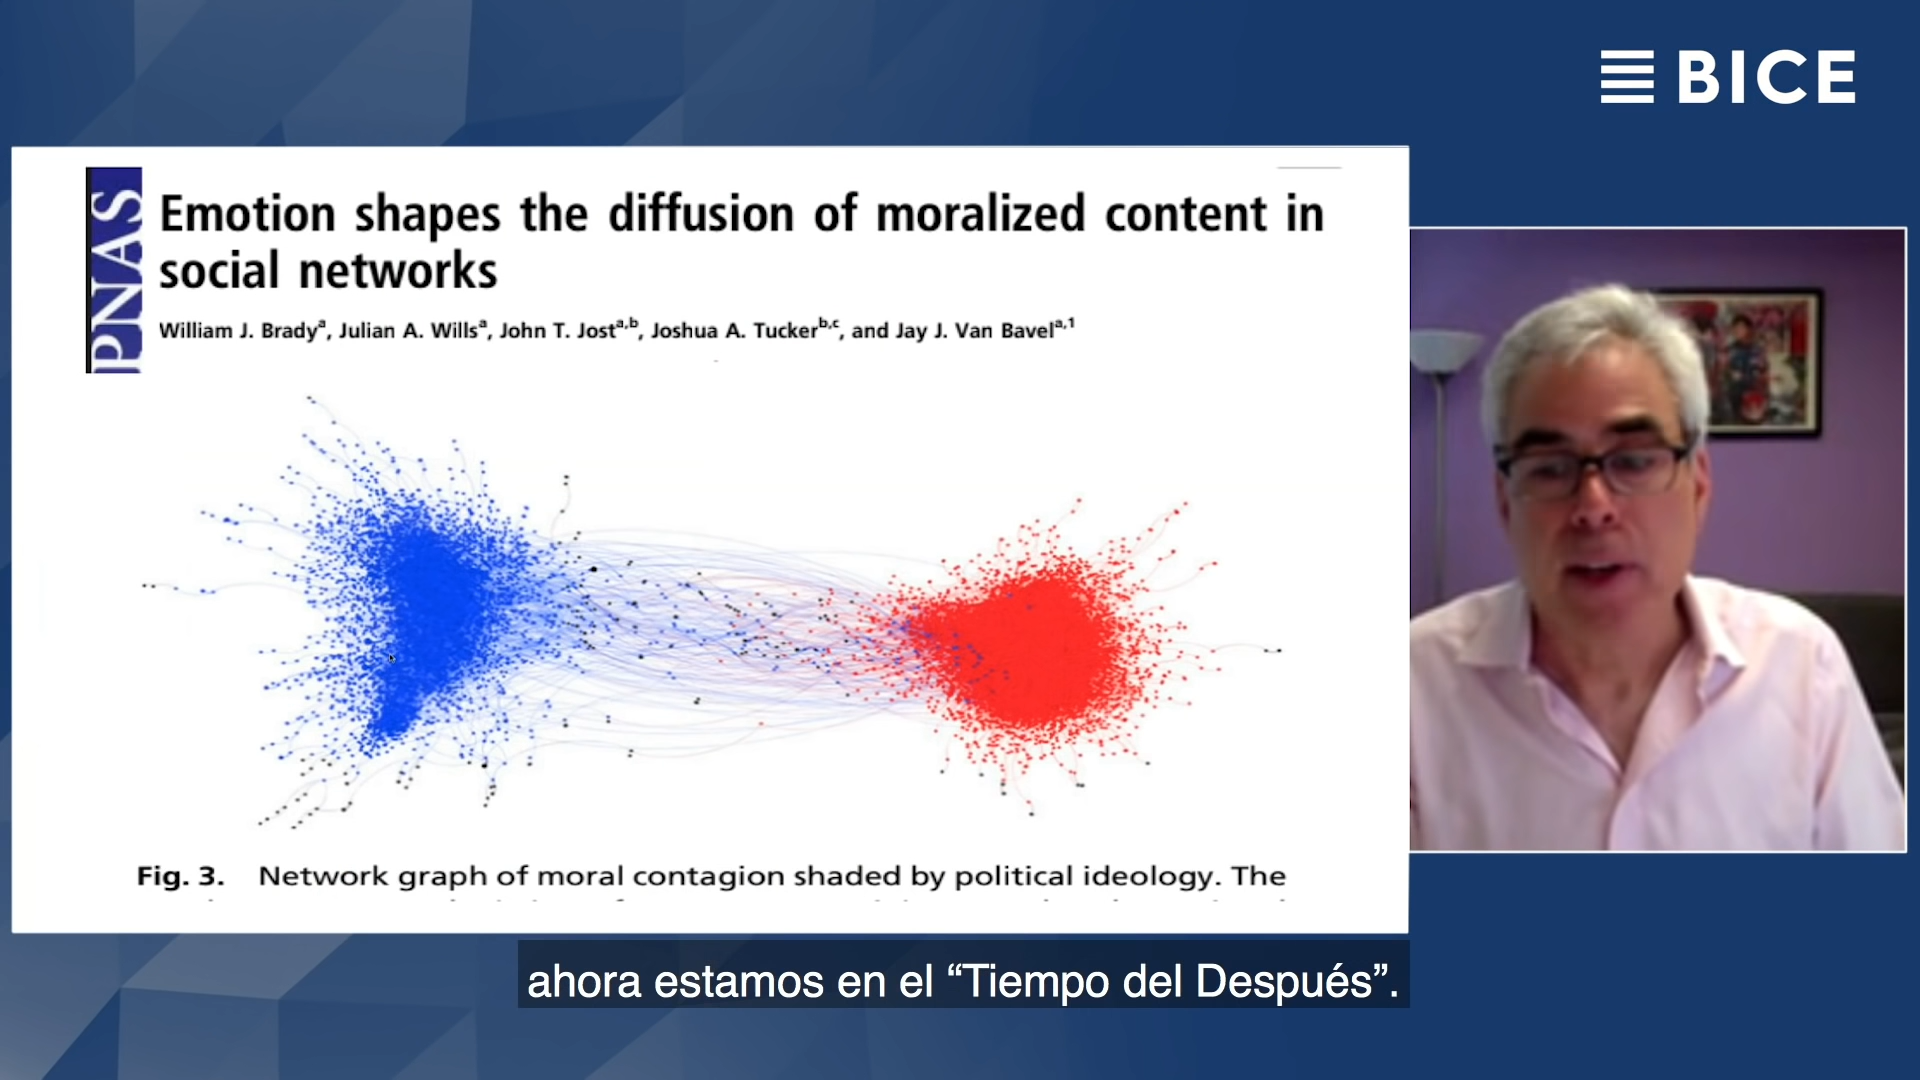 BICE
PNAS
Emotion shapes the diffusion of moralized content in
social networks
William J. Brady^a, Julian A. Wills^a, John T. Jost^a,b, Joshua A. Tucker^b,c, and Jay J. Van Bavel^a,1
Fig. 3. Network graph of moral contagion shaded by political ideology. The
ahora estamos en el “Tiempo del Después”.